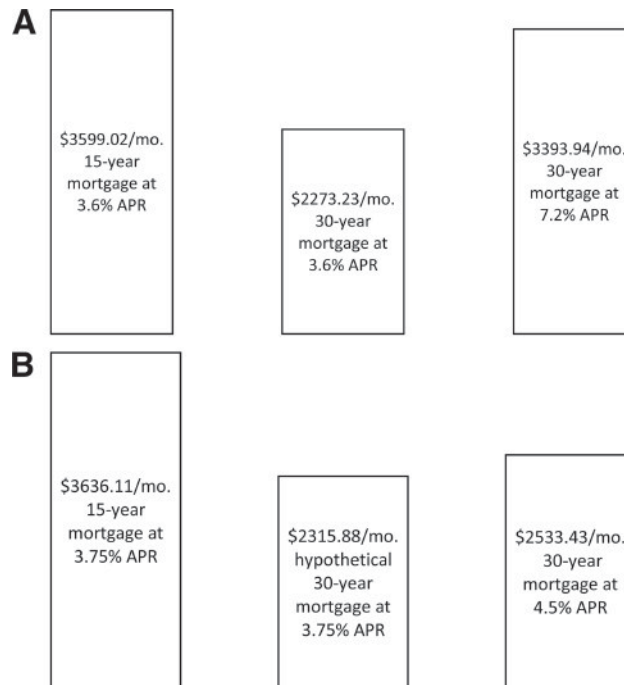 A
$3599.02/mo.
15-year
mortgage at
3.6% APR
$2273.23/mo.
30-year
mortgage at
3.6% APR
$3393.94/mo.
30-year
mortgage at
7.2% APR
B
$3636.11/mo.
15-year
mortgage at
3.75% APR
$2315.88/mo.
hypothetical
30-year
mortgage at
3.75% APR
$2533.43/mo.
30-year
mortgage at
4.5% APR